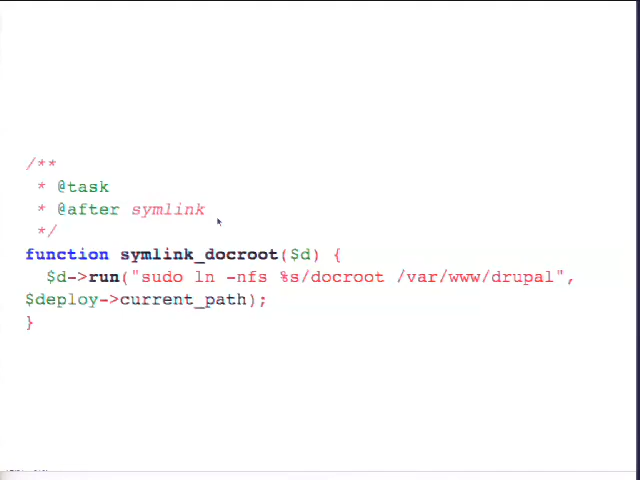 /**
 * @task
 * @after symlink
 */
function symlink_docroot($d) {
  $d->run("sudo ln -nfs %s/docroot /var/www/drupal",
$deploy->current_path);
}